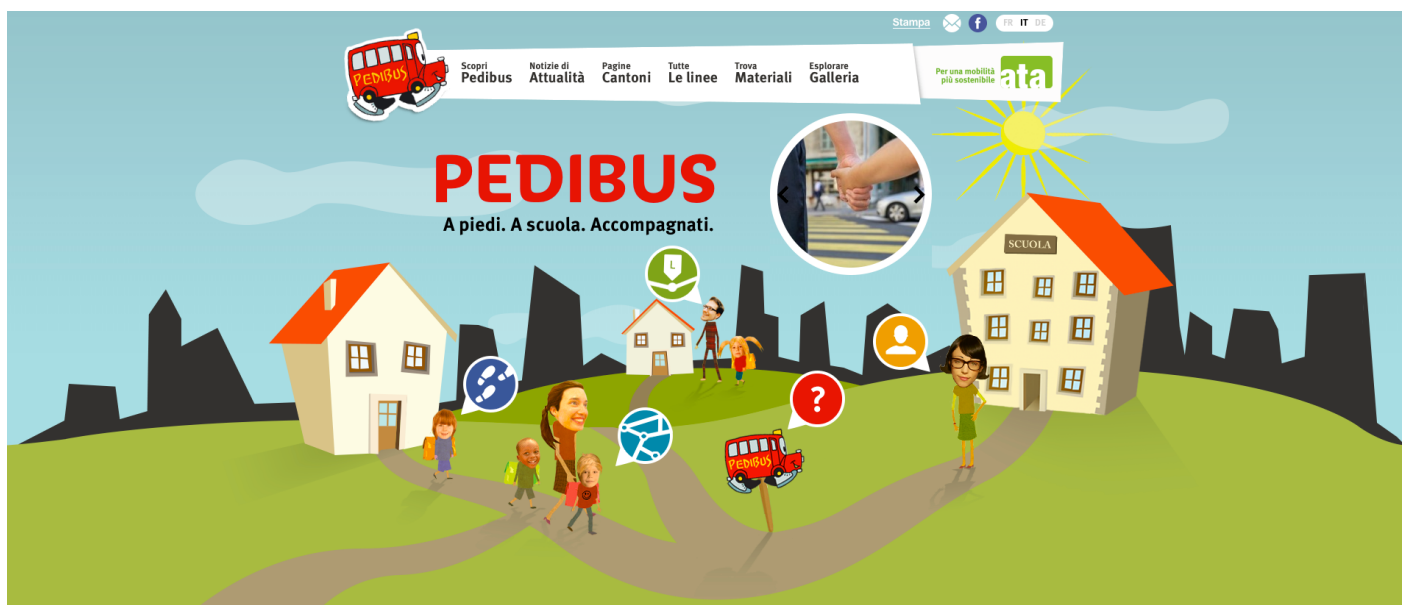 Stampa
f
FR IT DE
PEDIBUS
Scopri
Pedibus
Notizie di
Attualità
Pagine
Cantoni
Tutte
Le linee
Trova
Materiali
Esplorare
Galleria
Per una mobilità
più sostenibile
ata
PEDIBUS
A piedi. A scuola. Accompagnati.
SCUOLA
L
?
PEDIBUS